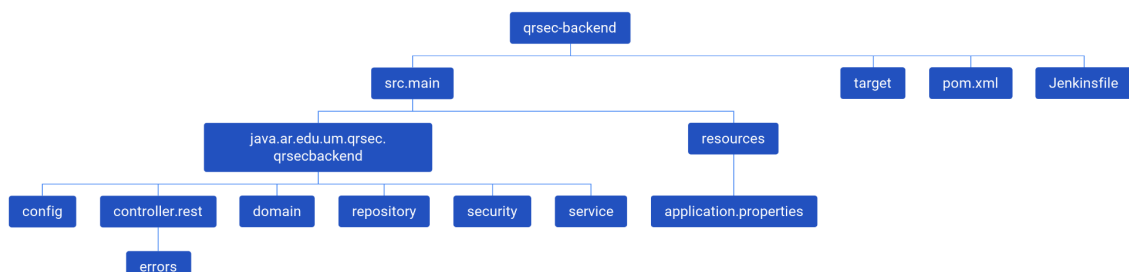 qrsec-backend
src.main
target
pom.xml
Jenkinsfile
java.ar.edu.um.qrsec.
qrsecbackend
resources
config
controller.rest
domain
repository
security
service
application.properties
errors